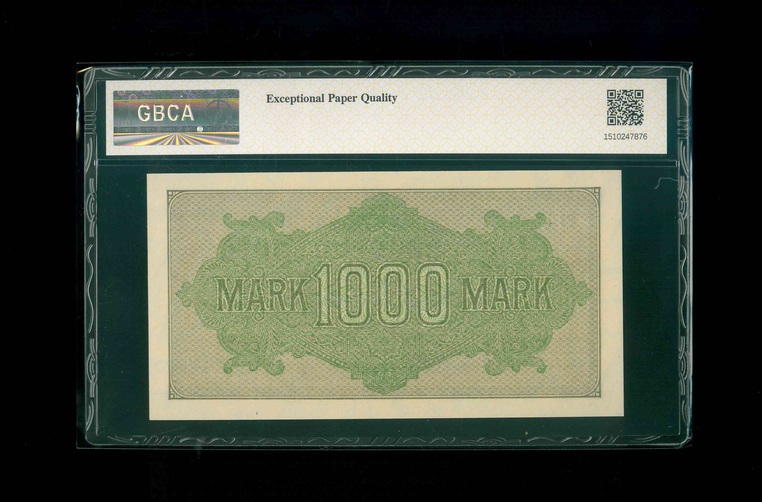 GBCA
Exceptional Paper Quality
1510247876
MARK 1000 MARK